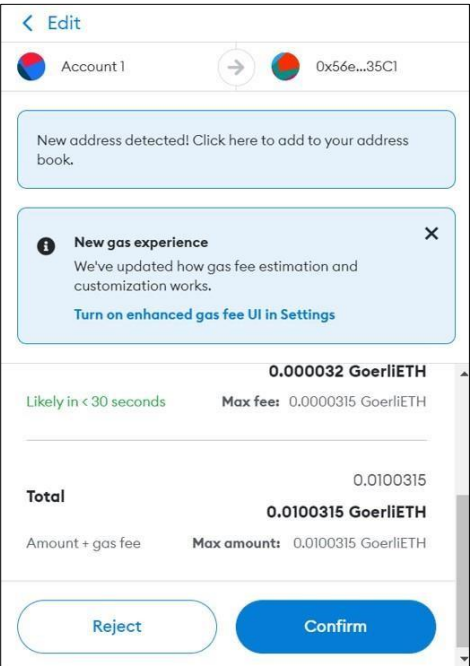 Edit
Account 1
0x56e...35C1
New address detected! Click here to add to your address
book.
New gas experience
We've updated how gas fee estimation and
customization works.
Turn on enhanced gas fee UI in Settings
0.000032 GoerliETH
Likely in < 30 seconds Max fee: 0.0000315 GoerliETH
0.0100315
Total
0.0100315 GoerliETH
Amount + gas fee Max amount: 0.0100315 GoerliETH
Reject Confirm